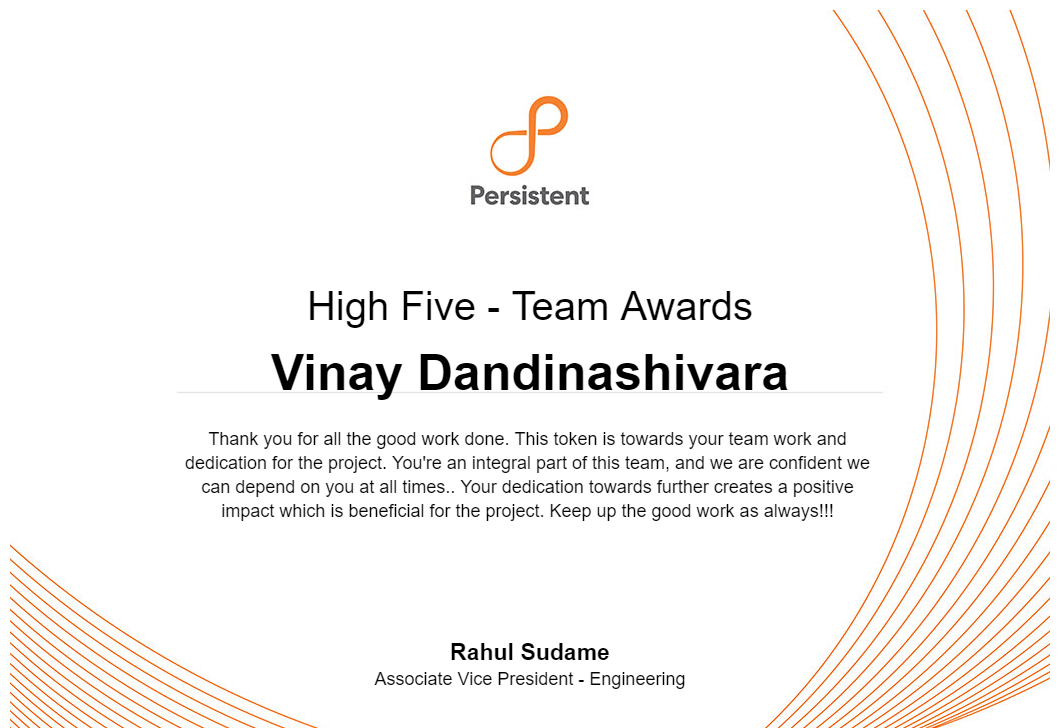 Persistent
High Five - Team Awards
Vinay Dandinashivara
Thank you for all the good work done. This token is towards your team work and
dedication for the project. You're an integral part of this team, and we are confident we
can depend on you at all times.. Your dedication towards further creates a positive
impact which is beneficial for the project. Keep up the good work as always!!!
Rahul Sudame
Associate Vice President - Engineering